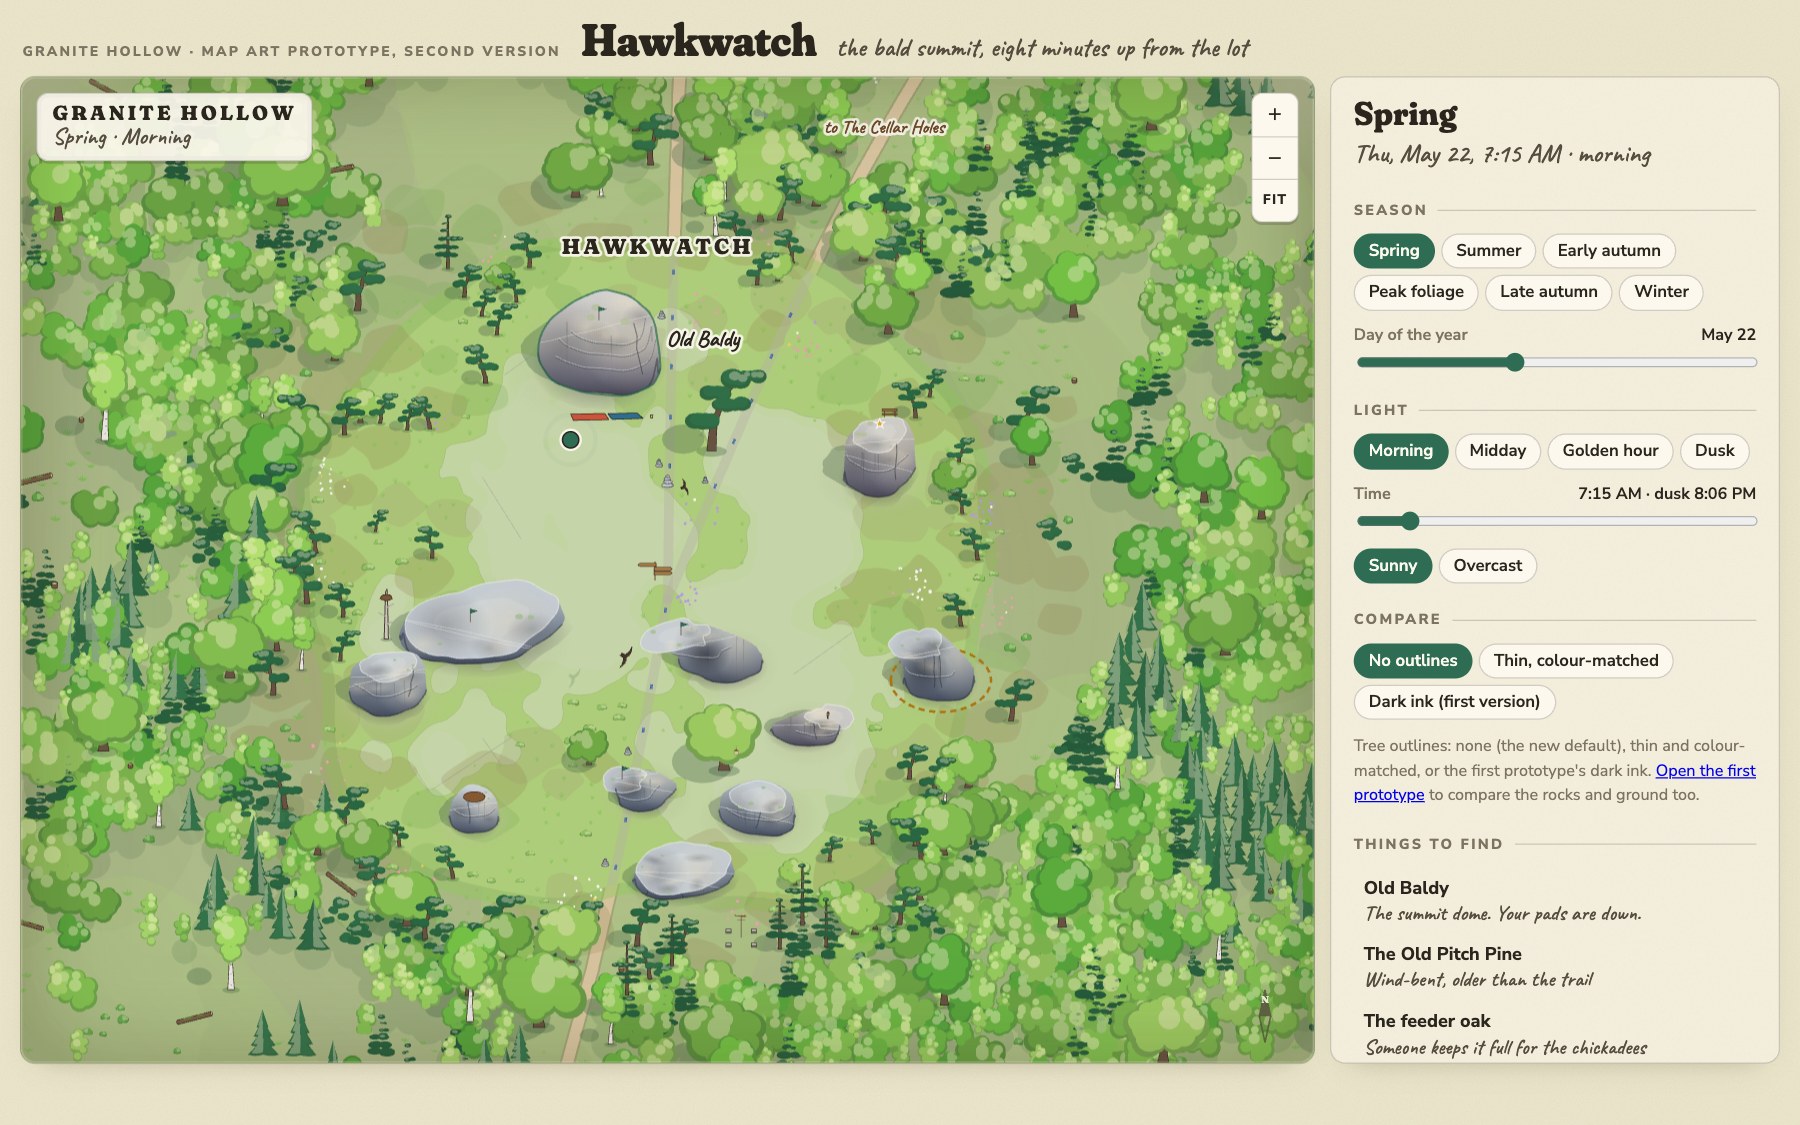 GRANITE HOLLOW · MAP ART PROTOTYPE, SECOND VERSION
Hawkwatch
the bald summit, eight minutes up from the lot
GRANITE HOLLOW
Spring · Morning
to The Cellar Holes
+
−
FIT
HAWKWATCH
Old Baldy
N
Spring
Thu, May 22, 7:15 AM · morning
SEASON
Spring
Summer
Early autumn
Peak foliage
Late autumn
Winter
Day of the year
May 22
LIGHT
Morning
Midday
Golden hour
Dusk
Time
7:15 AM · dusk 8:06 PM
Sunny
Overcast
COMPARE
No outlines
Thin, colour-matched
Dark ink (first version)
Tree outlines: none (the new default), thin and colour-
matched, or the first prototype's dark ink. Open the first
prototype to compare the rocks and ground too.
THINGS TO FIND
Old Baldy
The summit dome. Your pads are down.
The Old Pitch Pine
Wind-bent, older than the trail
The feeder oak
Someone keeps it full for the chickadees